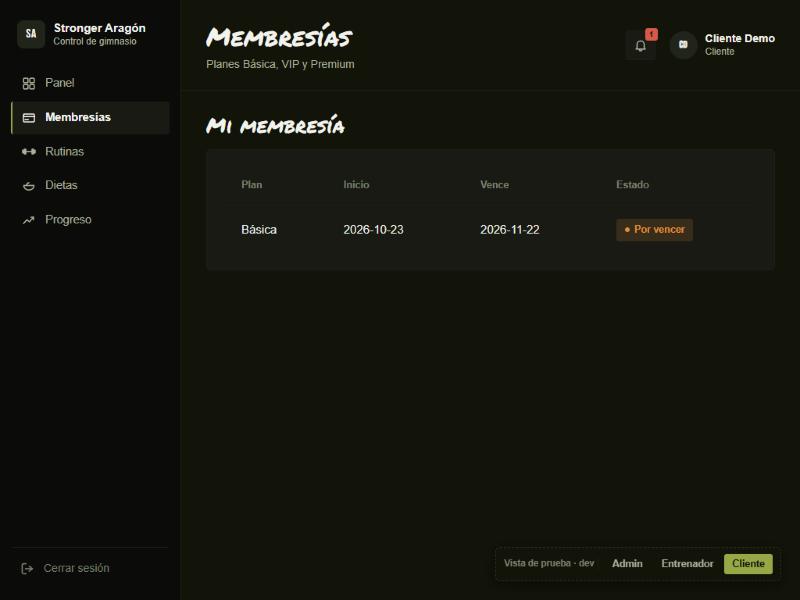 SA
Stronger Aragón
Control de gimnasio
Panel
Membresias
Rutinas
Dietas
Progreso
Cerrar sesión
Membresías
Planes Básica, VIP y Premium
1
CD
Cliente Demo
Cliente
Mi membresía
Plan Inicio Vence Estado
Básica 2026-10-23 2026-11-22 Por vencer
Vista de prueba · dev Admin Entrenador Cliente